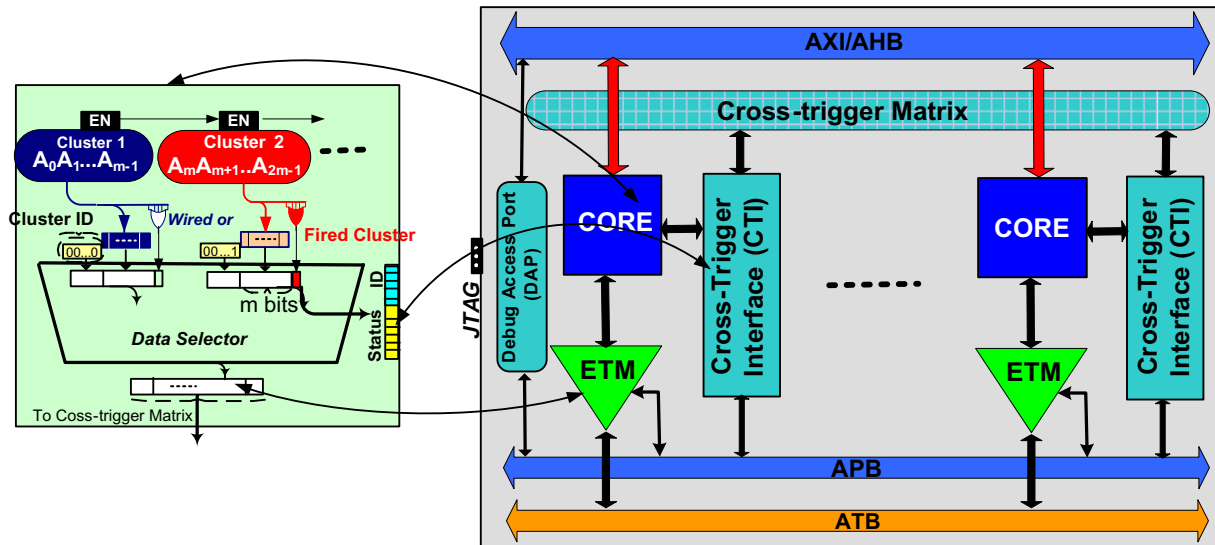 EN
EN
Cluster 1
A0A1...A m-1
Cluster 2
AmAm+1..A2m-1
Cluster ID
Wired or
Fired Cluster
00...0
00...1
m bits
ID
Status
Data Selector
To Coss-trigger Matrix
AXI/AHB
Cross-trigger Matrix
JTAG
Debug Access Port
(DAP)
CORE
Cross-Trigger
Interface (CTI)
ETM
CORE
Cross-Trigger
Interface (CTI)
ETM
APB
ATB